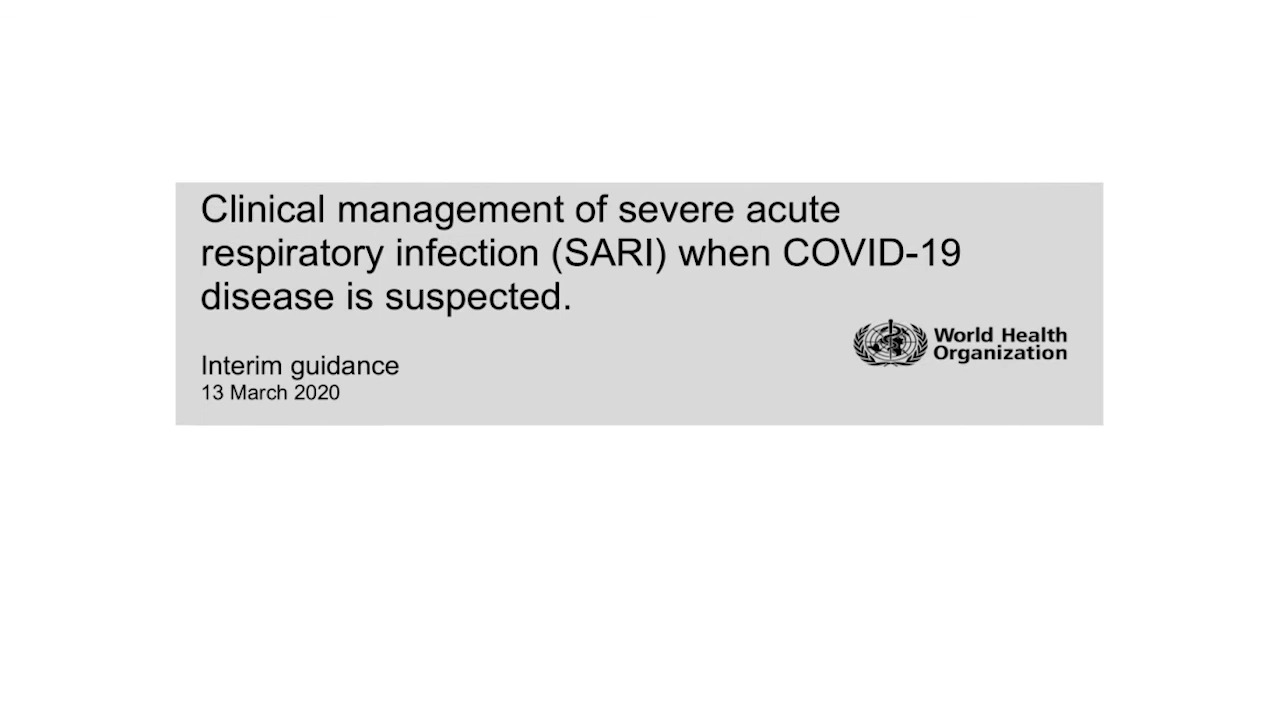 Clinical management of severe acute
respiratory infection (SARI) when COVID-19
disease is suspected.
Interim guidance
13 March 2020
World Health
Organization